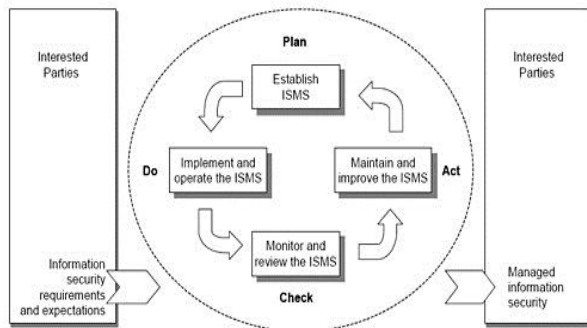 Interested
Parties
Information
security
requirements
and expectations
Plan
Establish
ISMS
Do
Implement and
operate the ISMS
Maintain and
improve the ISMS
Act
Monitor and
review the ISMS
Check
Interested
Parties
Managed
information
security